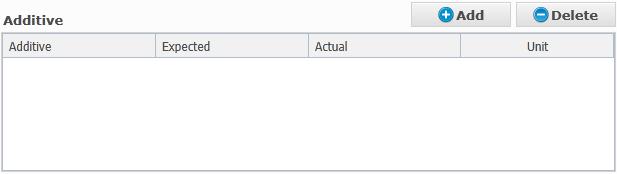 Additive Add Delete
Additive Expected Actual Unit